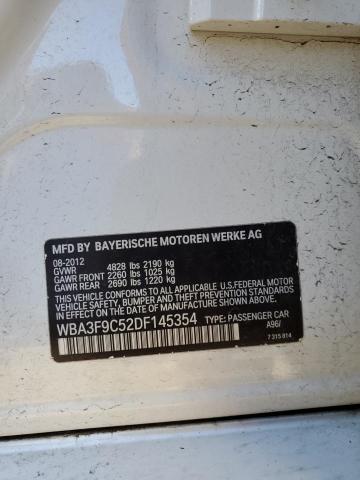 MFD BY BAYERISCHE MOTOREN WERKE AG
08-2012
GVWR 4828 lbs 2190 kg
GAWR FRONT 2260 lbs 1025 kg
GAWR REAR 2690 lbs 1220 kg
THIS VEHICLE CONFORMS TO ALL APPLICABLE U.S.FEDERAL MOTOR
VEHICLE SAFETY, BUMPER, AND THEFT PREVENTION STANDARDS IN
EFFECT ON THE DATE OF MANUFACTURE SHOWN ABOVE.
WBA3F9C52DF145354 TYPE: PASSENGER CAR
A96/
7 315 814